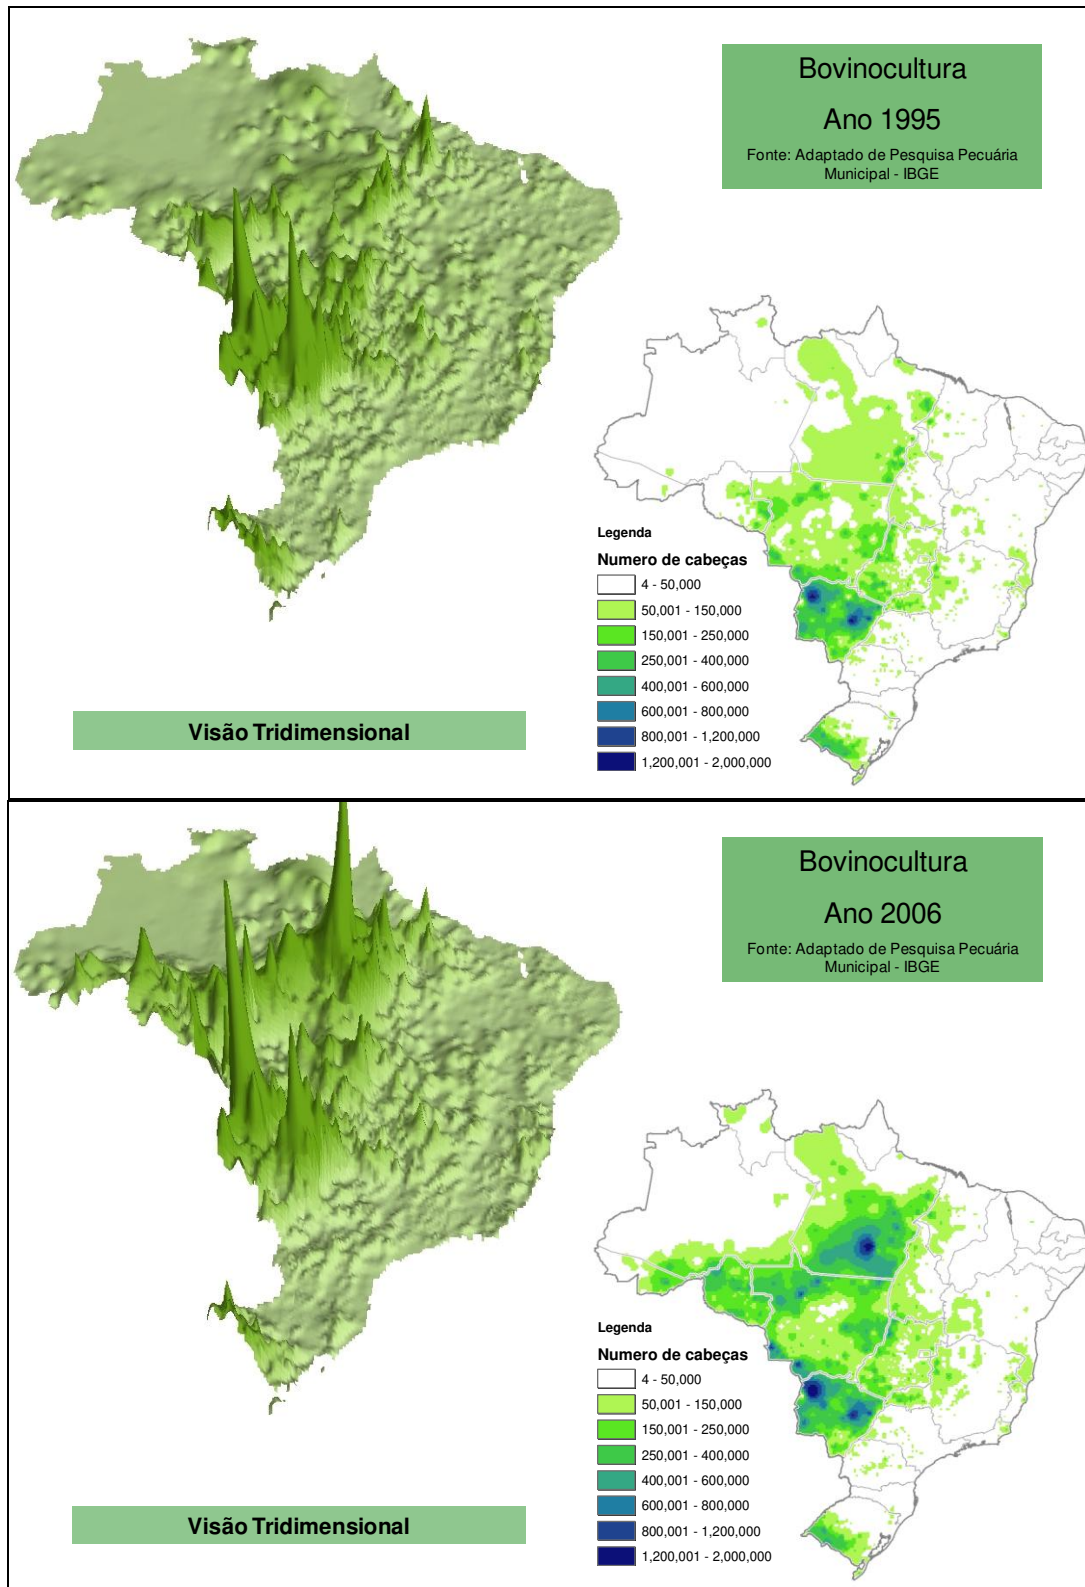 Bovinocultura
Ano 1995
Fonte: Adaptado de Pesquisa Pecuária
Municipal - IBGE
Legenda
Numero de cabeças
4 - 50,000
50,001 - 150,000
150,001 - 250,000
250,001 - 400,000
400,001 - 600,000
600,001 - 800,000
800,001 - 1,200,000
1,200,001 - 2,000,000
Visão Tridimensional
Bovinocultura
Ano 2006
Fonte: Adaptado de Pesquisa Pecuária
Municipal - IBGE
Legenda
Numero de cabeças
4 - 50,000
50,001 - 150,000
150,001 - 250,000
250,001 - 400,000
400,001 - 600,000
600,001 - 800,000
800,001 - 1,200,000
1,200,001 - 2,000,000
Visão Tridimensional